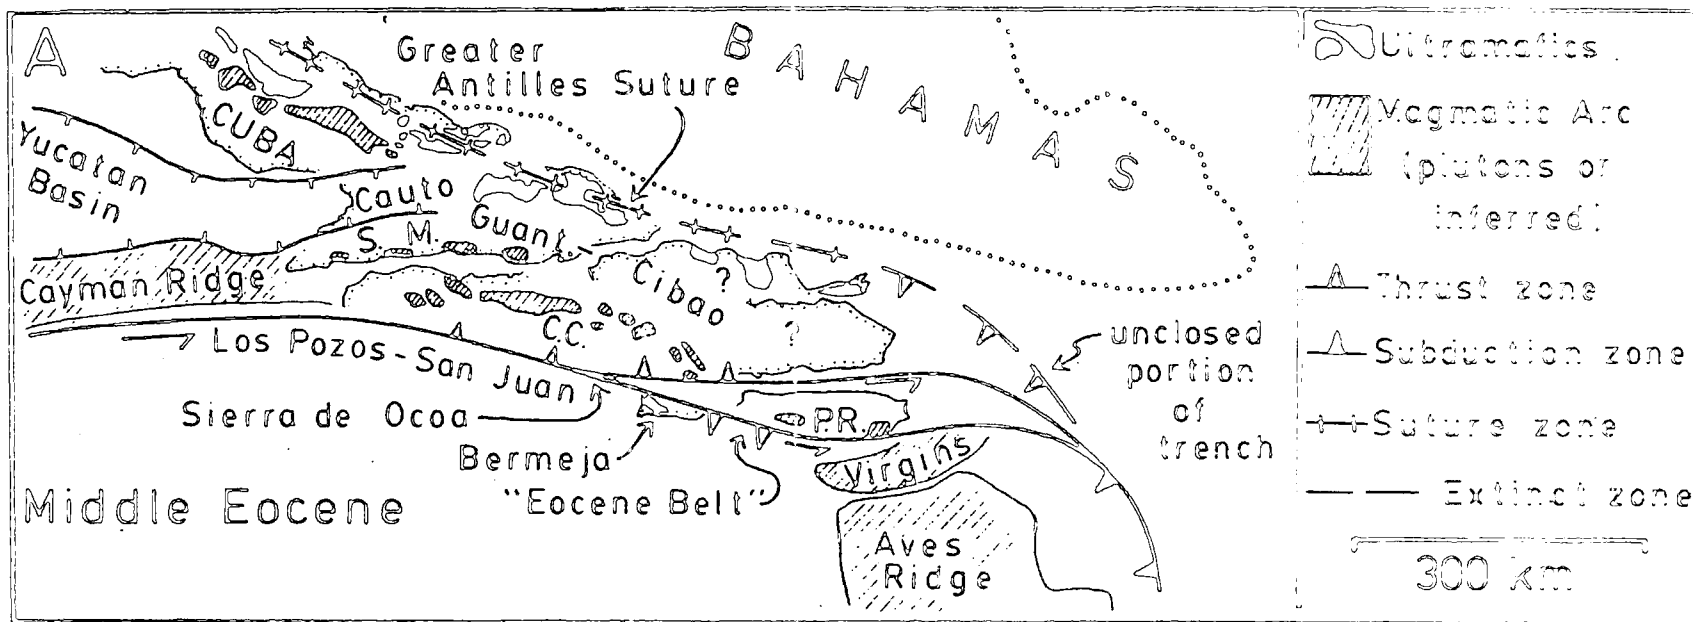 A
Greater
Antilles Suture
BAHAMAS
CUBA
Yucatan
Basin
Cauto
Guant.
S. M.
Cayman Ridge
Cibao
?
?
C.C.
Los Pozos-San Juan
Sierra de Ocoa
Bermeja
"Eocene Belt"
P.R.
Virgins
Aves
Ridge
unclosed
portion
of
trench
Middle Eocene
Ultramafics
Magmatic Arc
(plutons or
inferred)
Thrust zone
Subduction zone
Suture zone
Extinct zone
300 km